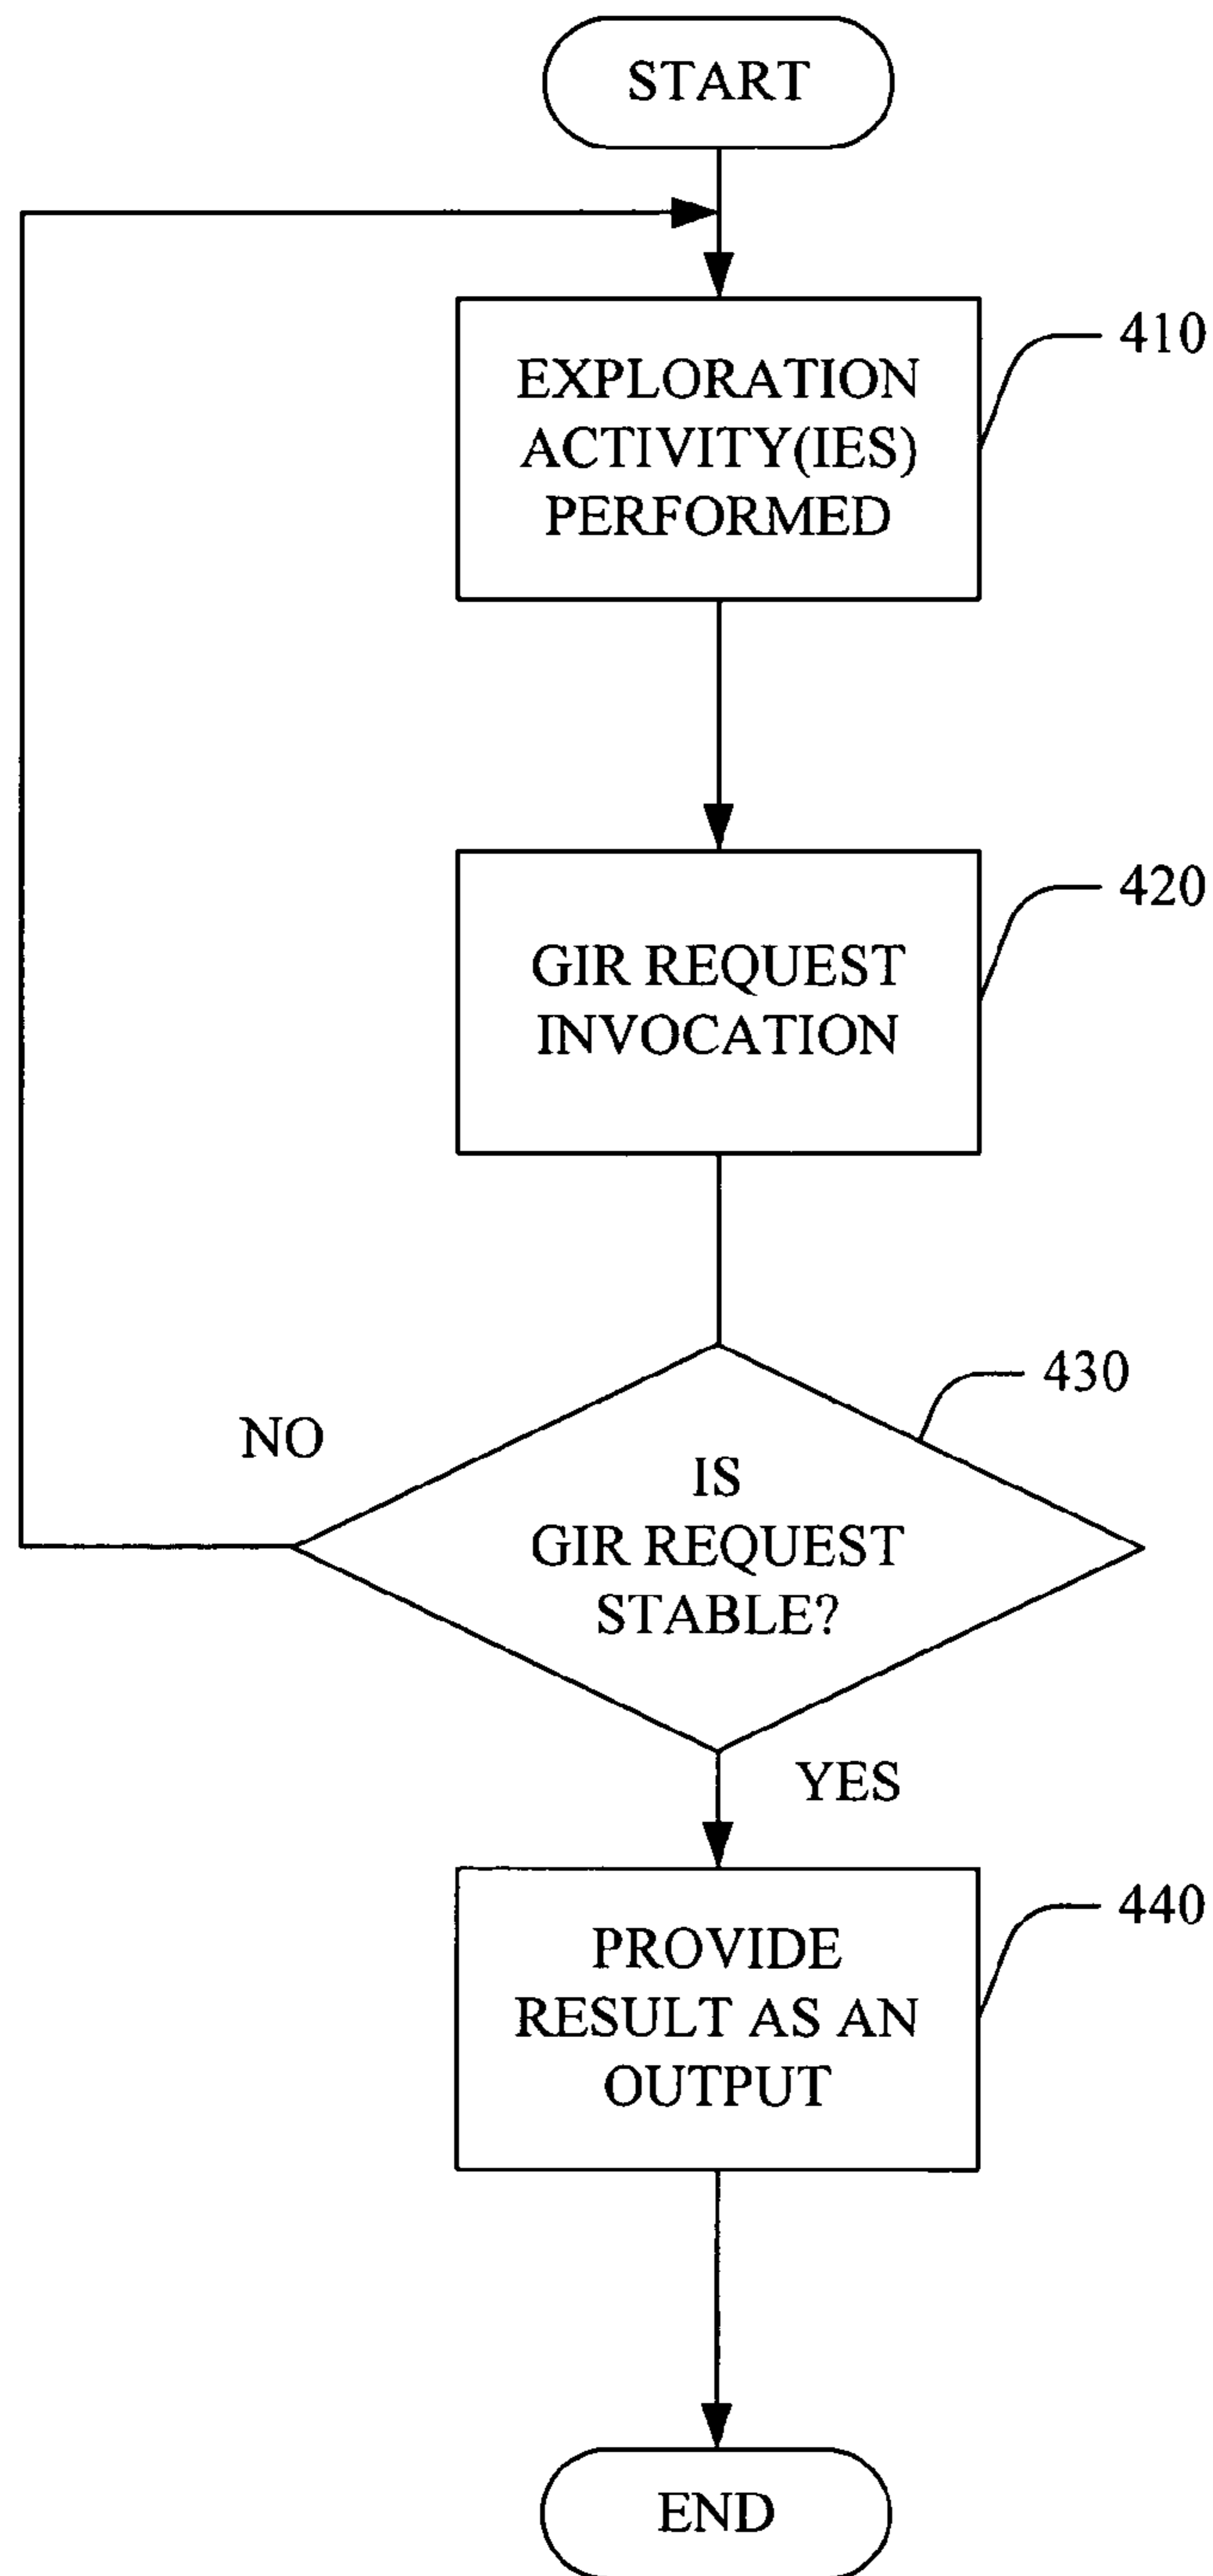 START
EXPLORATION
ACTIVITY(IES)
PERFORMED
410
GIR REQUEST
INVOCATION
420
430
NO
IS
GIR REQUEST
STABLE?
YES
PROVIDE
RESULT AS AN
OUTPUT
440
END